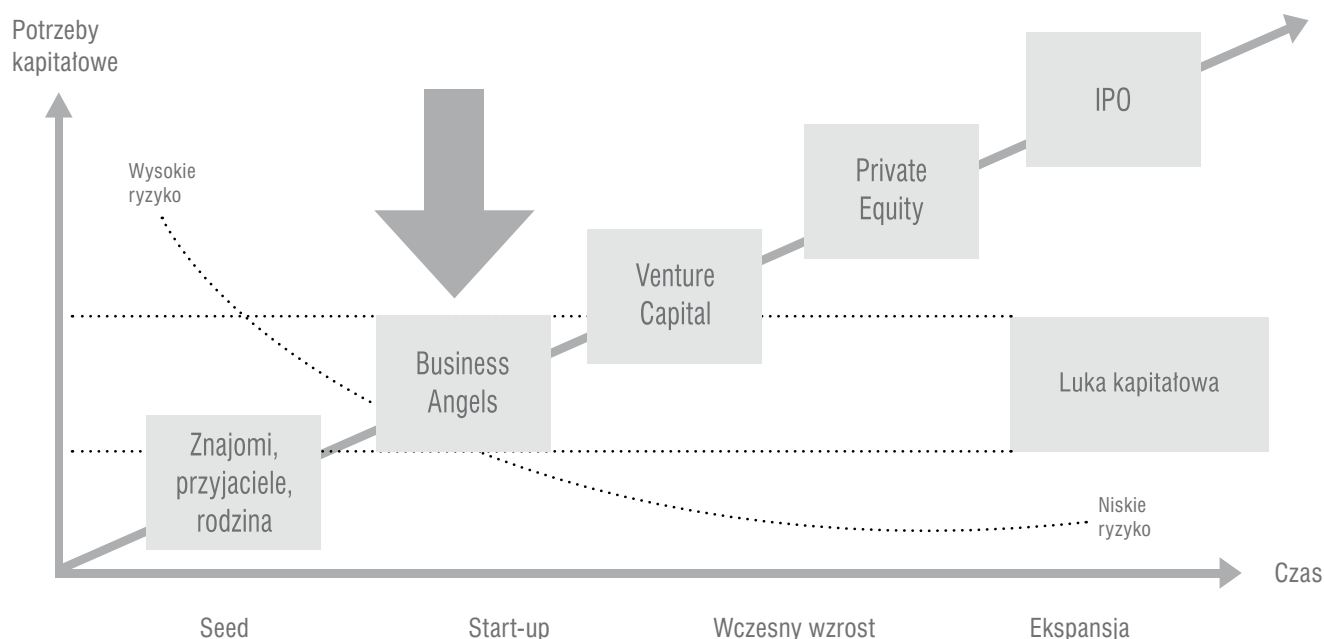 Potrzeby
kapitałowe
IPO
Wysokie
ryzyko
Private
Equity
Venture
Capital
Business
Angels
Luka kapitałowa
Znajomi,
przyjaciele,
rodzina
Niskie
ryzyko
Czas
Seed
Start-up
Wczesny wzrost
Ekspansja